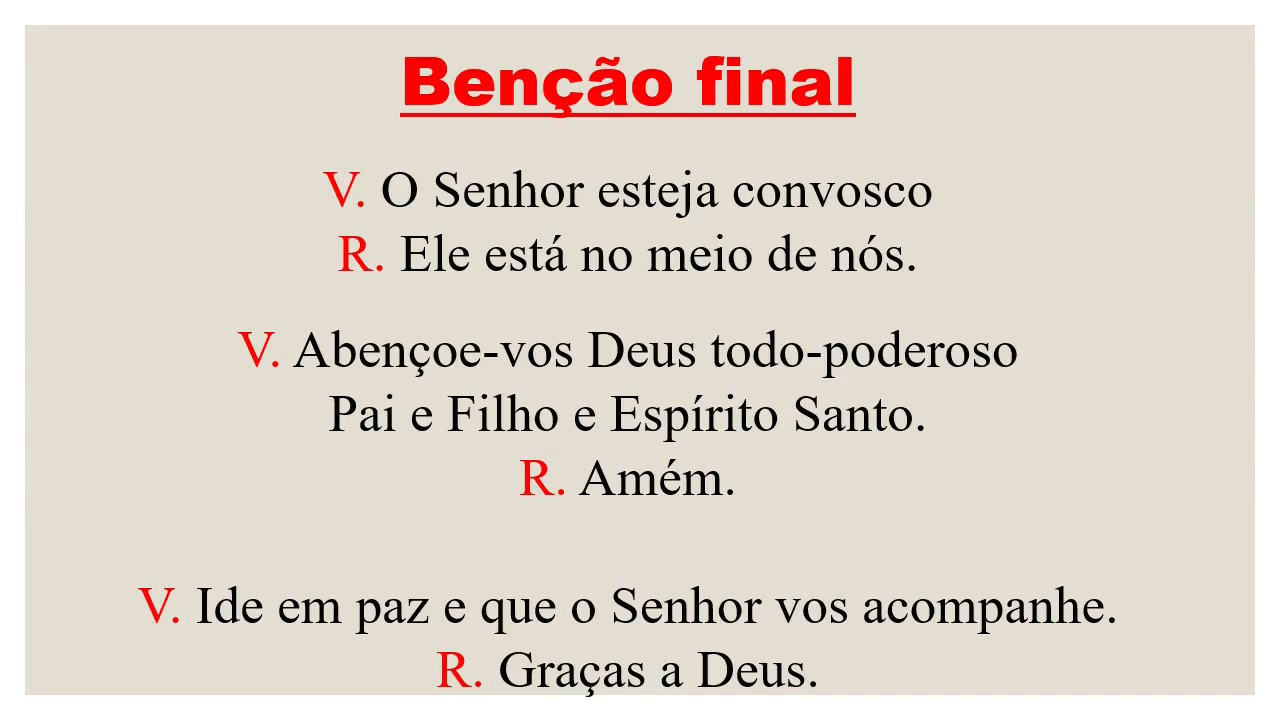 Benção final
V. O Senhor esteja convosco
R. Ele está no meio de nós.
V. Abençoe-vos Deus todo-poderoso
Pai e Filho e Espírito Santo.
R. Amém.
V. Ide em paz e que o Senhor vos acompanhe.
R. Graças a Deus.